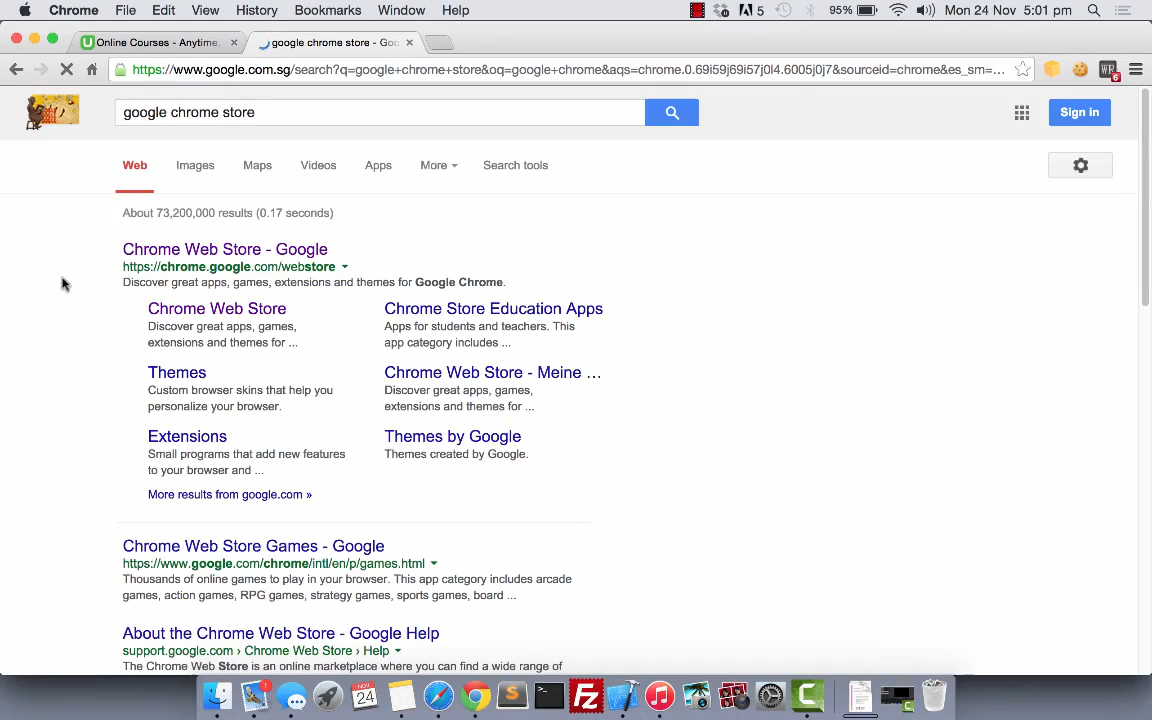 Chrome File Edit View History Bookmarks Window Help 5 95% Mon 24 Nov 5:01 pm
Online Courses - Anytime, google chrome store - Goo
https://www.google.com.sg/search?q=google+chrome+store&oq=google+chrome&aqs=chrome.0.69i59j69i57j0l4.6005j0j7&sourceid=chrome&es_sm=... 6
google chrome store Sign in
Web Images Maps Videos Apps More Search tools
About 73,200,000 results (0.17 seconds)
Chrome Web Store - Google
https://chrome.google.com/webstore
Discover great apps, games, extensions and themes for Google Chrome.
Chrome Web Store
Discover great apps, games,
extensions and themes for ...
Chrome Store Education Apps
Apps for students and teachers. This
app category includes ...
Themes
Custom browser skins that help you
personalize your browser.
Chrome Web Store - Meine ...
Discover great apps, games,
extensions and themes for ...
Extensions
Small programs that add new features
to your browser and ...
Themes by Google
Themes created by Google.
More results from google.com »
Chrome Web Store Games - Google
https://www.google.com/chrome/intl/en/p/games.html
Thousands of online games to play in your browser. This app category includes arcade
games, action games, RPG games, strategy games, sports games, board ...
About the Chrome Web Store - Google Help
support.google.com › Chrome Web Store › Help
The Chrome Web Store is an online marketplace where you can find a wide range of